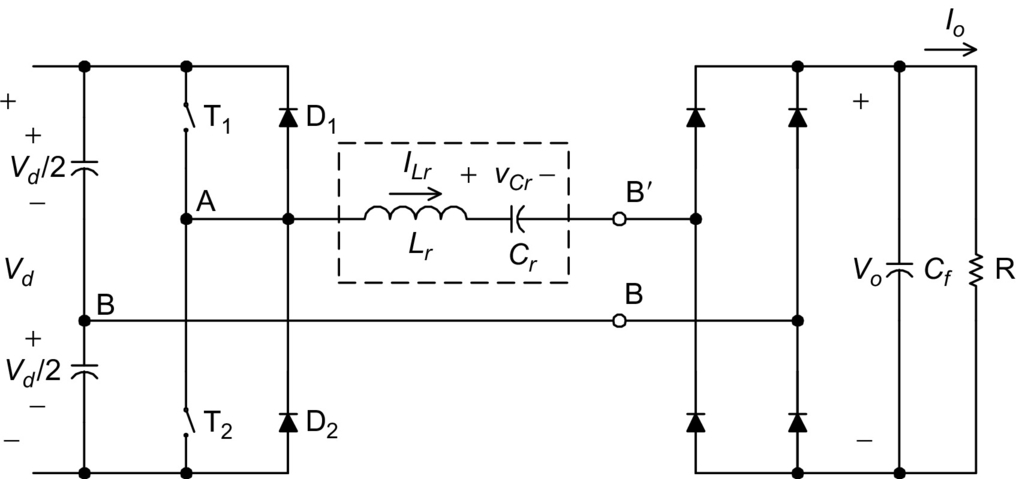 I_o
+
+
V_d/2
−
T_1
D_1
+
I_Lr
+ v_Cr −
B′
A
L_r
C_r
V_d
V_o
C_f
R
B
B
+
V_d/2
−
T_2
D_2
−
−